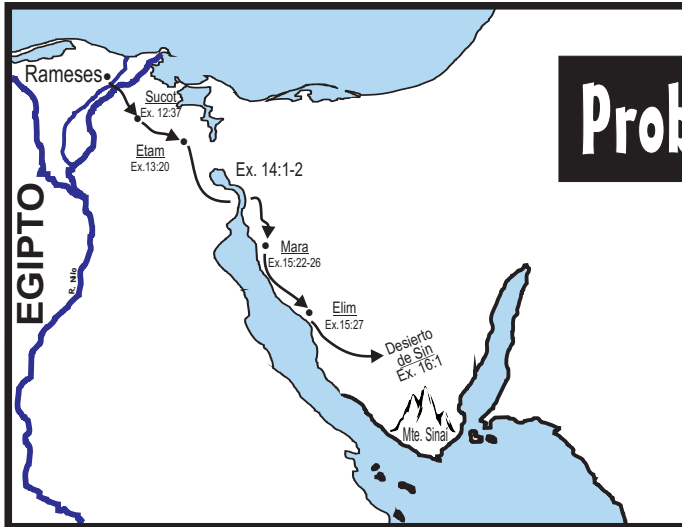 Rameses
Sucot
Ex. 12:37
Etam
Ex.13:20
Ex. 14:1-2
Mara
Ex.15:22-26
Elim
Ex.15:27
Desierto
de Sin
Ex. 16:1
Mte. Sinaí
EGIPTO
R. Nilo
Prob